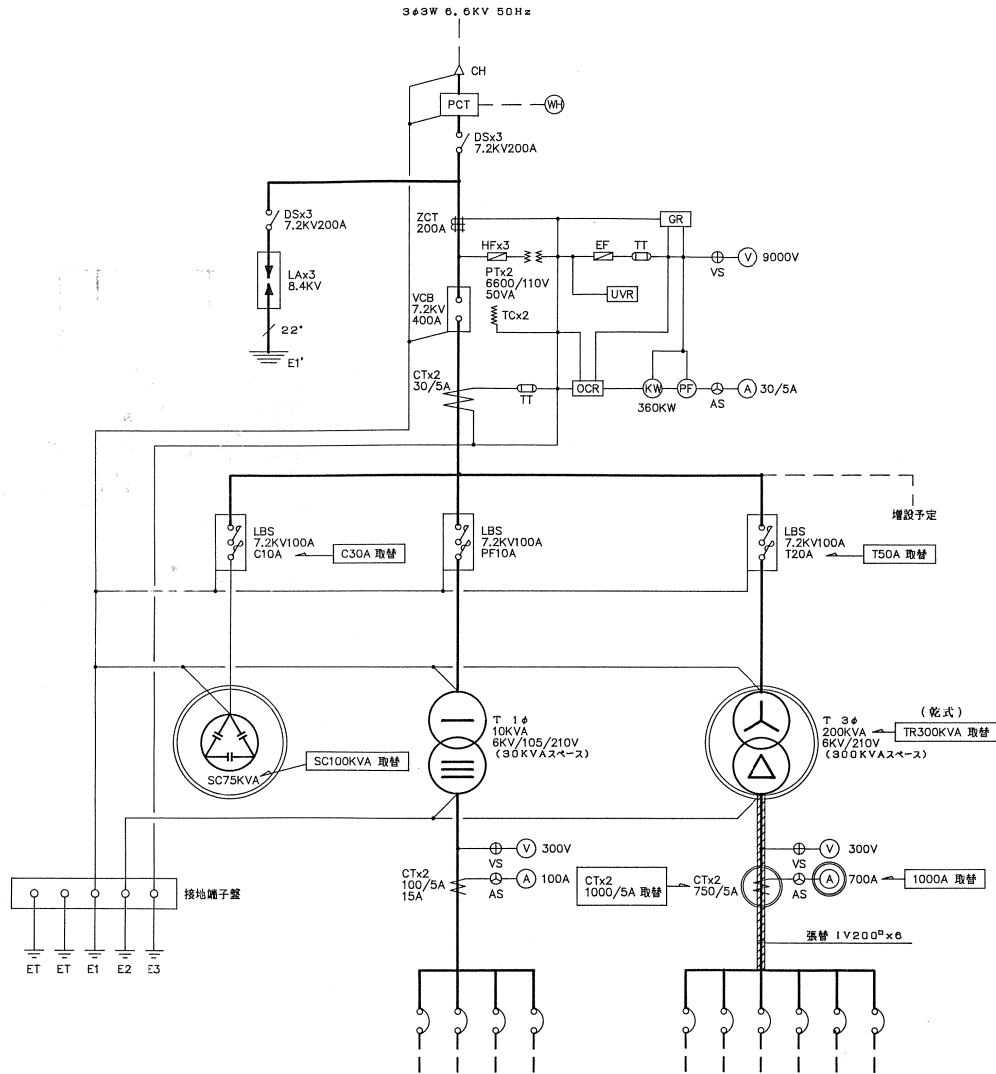 3φ3W 6.6KV 50Hz
CH
PCT
WH
DSx3
7.2KV200A
DSx3
7.2KV200A
ZCT
200A
GR
LAx3
8.4KV
HFx3
EF
TT
VS
V
9000V
PTx2
6600/110V
50VA
UVR
VCB
7.2KV
400A
TCx2
22°
E1'
CTx2
30/5A
TT
OCR
KW
PF
360KW
AS
A
30/5A
増設予定
LBS
7.2KV100A
C10A
C30A 取替
LBS
7.2KV100A
PF10A
LBS
7.2KV100A
T20A
T50A 取替
SC75KVA
SC100KVA 取替
T 1φ
10KVA
6KV/105/210V
(30KVAスペース)
T 3φ
200KVA
6KV/210V
(300KVAスペース)
(乾式)
TR300KVA 取替
V
300V
VS
CTx2
100/5A
15A
A
100A
AS
CTx2
1000/5A 取替
CTx2
750/5A
V
300V
VS
A
700A
AS
1000A 取替
張替 IV200□x6
接地端子盤
ET
ET
E1
E2
E3